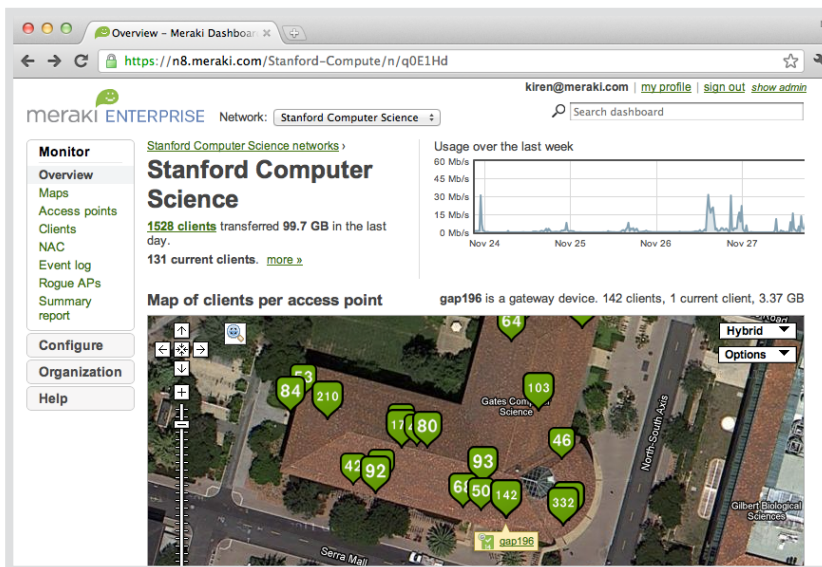 Overview – Meraki Dashboar
https://n8.meraki.com/Stanford-Compute/n/q0E1Hd
kiren@meraki.com | my profile | sign out show admin
meraki ENTERPRISE Network: Stanford Computer Science
Search dashboard
Monitor
Overview
Maps
Access points
Clients
NAC
Event log
Rogue APs
Summary
report
Configure
Organization
Help
Stanford Computer Science networks ›
Stanford Computer
Science
1528 clients transferred 99.7 GB in the last
day.
131 current clients. more »
Usage over the last week
60 Mb/s
45 Mb/s
30 Mb/s
15 Mb/s
0 Mb/s
Nov 24 Nov 25 Nov 26 Nov 27
Map of clients per access point
gap196 is a gateway device. 142 clients, 1 current client, 3.37 GB
Hybrid
Options
64
53
84
210
103
Gates Computer
Science
17
80
46
42
92
93
68
50
142
332
North-South Axis
Gilbert Biological
Sciences
gap196
Serra Mall